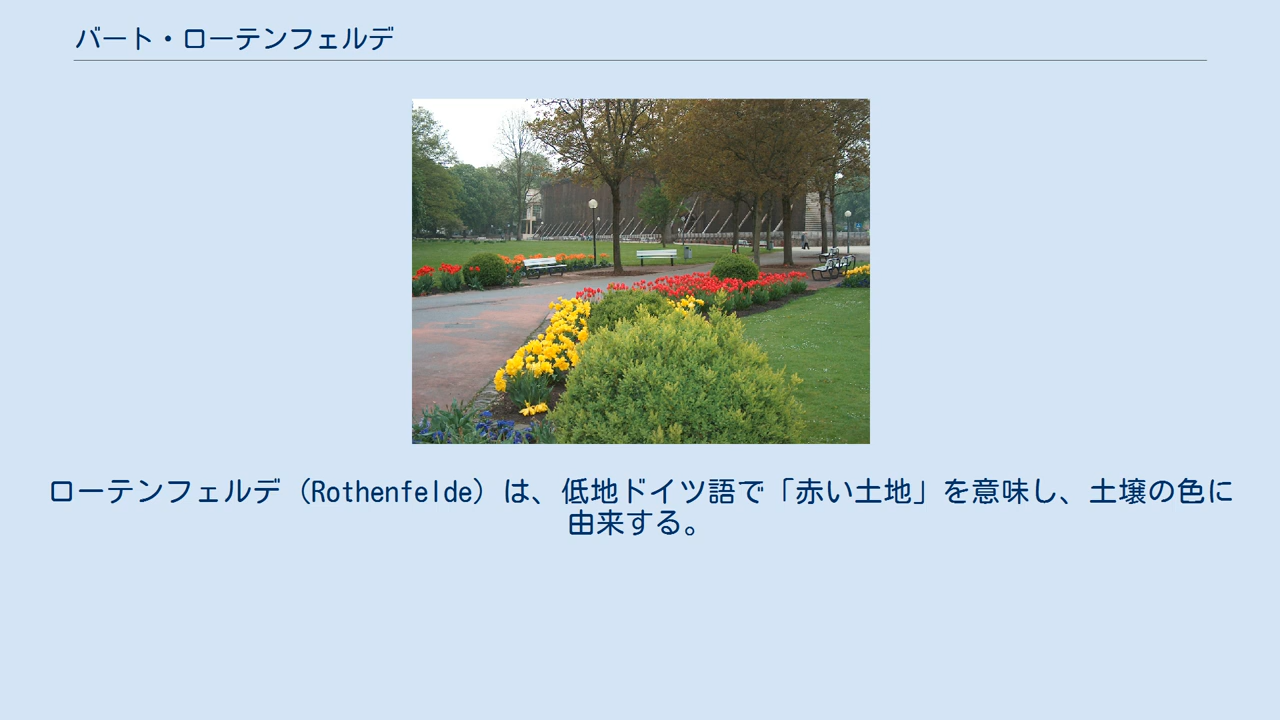 バート・ローテンフェルデ
ローテンフェルデ（Rothenfelde）は、低地ドイツ語で「赤い土地」を意味し、土壌の色に
由来する。